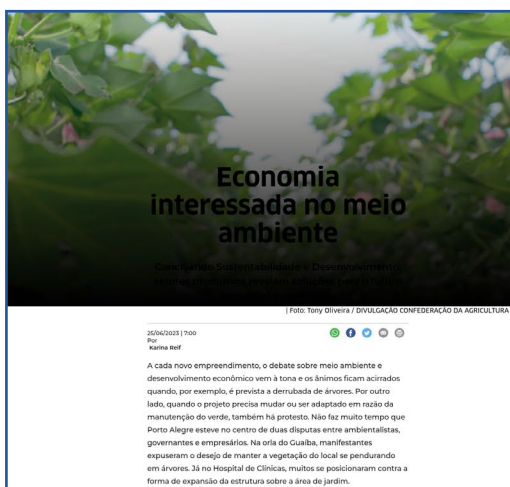 Economia
interessada no meio
ambiente
Conciliando Sustentabilidade e Desenvolvimento,
| Foto: Tony Oliveira / DIVULGAÇÃO CONFEDERAÇÃO DA AGRICULTURA
25/06/2023 | 7:00
Por
Karina Reif
A cada novo empreendimento, o debate sobre meio ambiente e
desenvolvimento econômico vem à tona e os ânimos ficam acirrados
quando, por exemplo, é prevista a derrubada de árvores. Por outro
lado, quando o projeto precisa mudar ou ser adaptado em razão da
manutenção do verde, também há protesto. Não faz muito tempo que
Porto Alegre esteve no centro de duas disputas entre ambientalistas,
governantes e empresários. Na orla do Guaíba, manifestantes
expuseram o desejo de manter a vegetação do local se pendurando
em árvores. Já no Hospital de Clínicas, muitos se posicionaram contra a
forma de expansão da estrutura sobre a área de jardim.